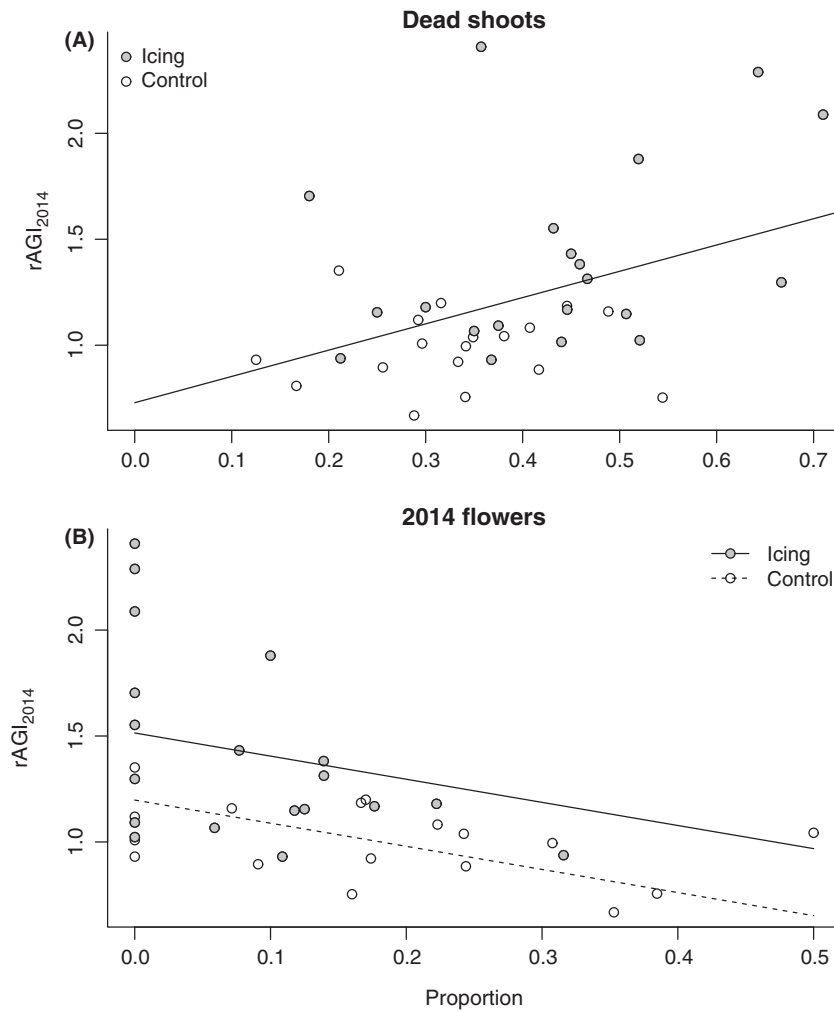 Dead shoots
(A)
Icing
Control
2.0
1.5
1.0
rAGI2014
0.0 0.1 0.2 0.3 0.4 0.5 0.6 0.7
2014 flowers
(B)
Icing
Control
2.0
1.5
1.0
rAGI2014
0.0 0.1 0.2 0.3 0.4 0.5
Proportion